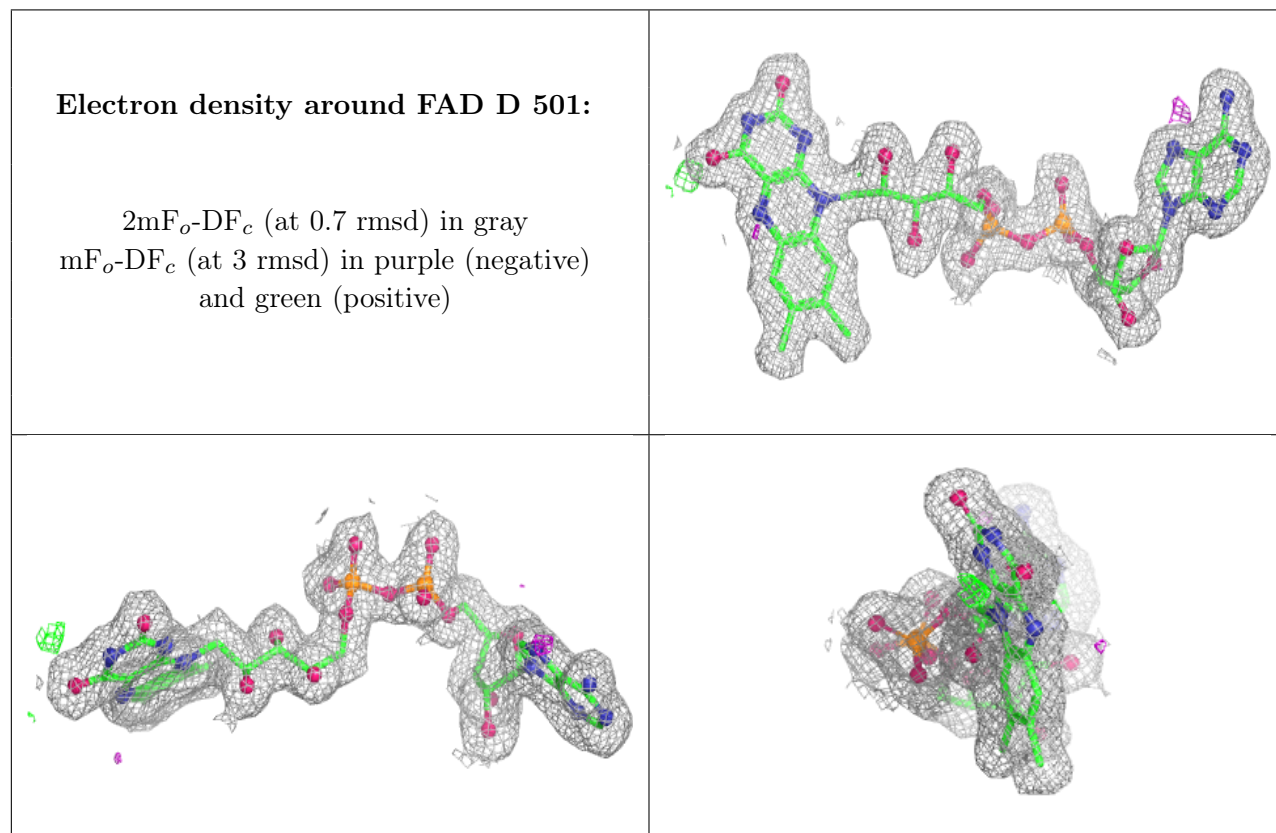 Electron density around FAD D 501:
2mFo-DFc (at 0.7 rmsd) in gray
mFo-DFc (at 3 rmsd) in purple (negative)
and green (positive)